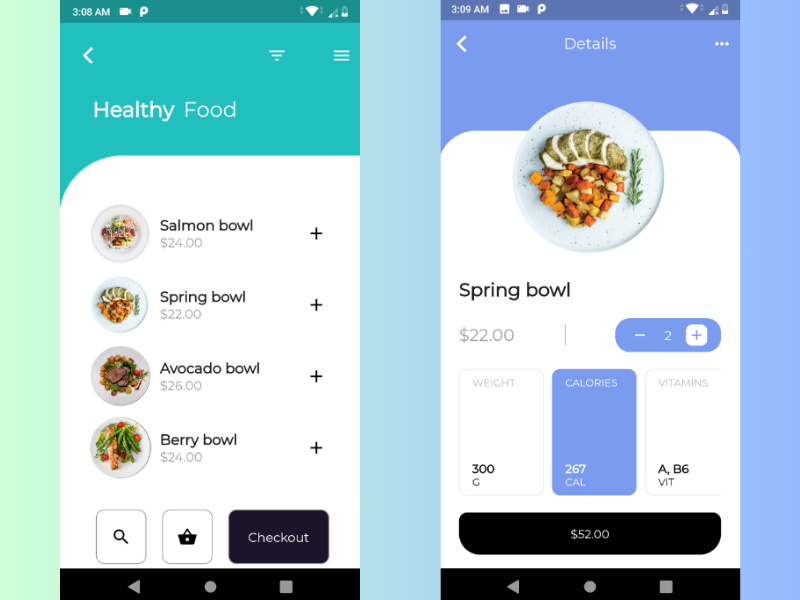 3:08 AM
Healthy Food
Salmon bowl
$24.00
Spring bowl
$22.00
Avocado bowl
$26.00
Berry bowl
$24.00
Checkout
3:09 AM
Details
Spring bowl
$22.00
2
WEIGHT CALORIES VITAMINS
300 267 A, B6
G CAL VIT
$52.00